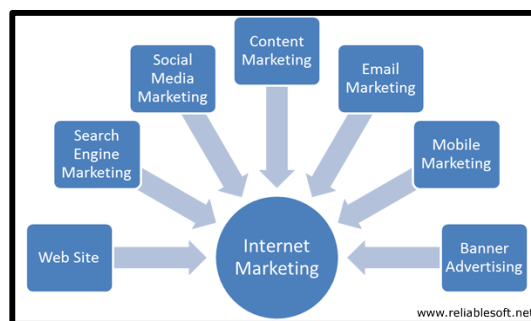 Content
Marketing
Social
Media
Marketing
Email
Marketing
Search
Engine
Marketing
Mobile
Marketing
Web Site
Internet
Marketing
Banner
Advertising
www.reliablesoft.net